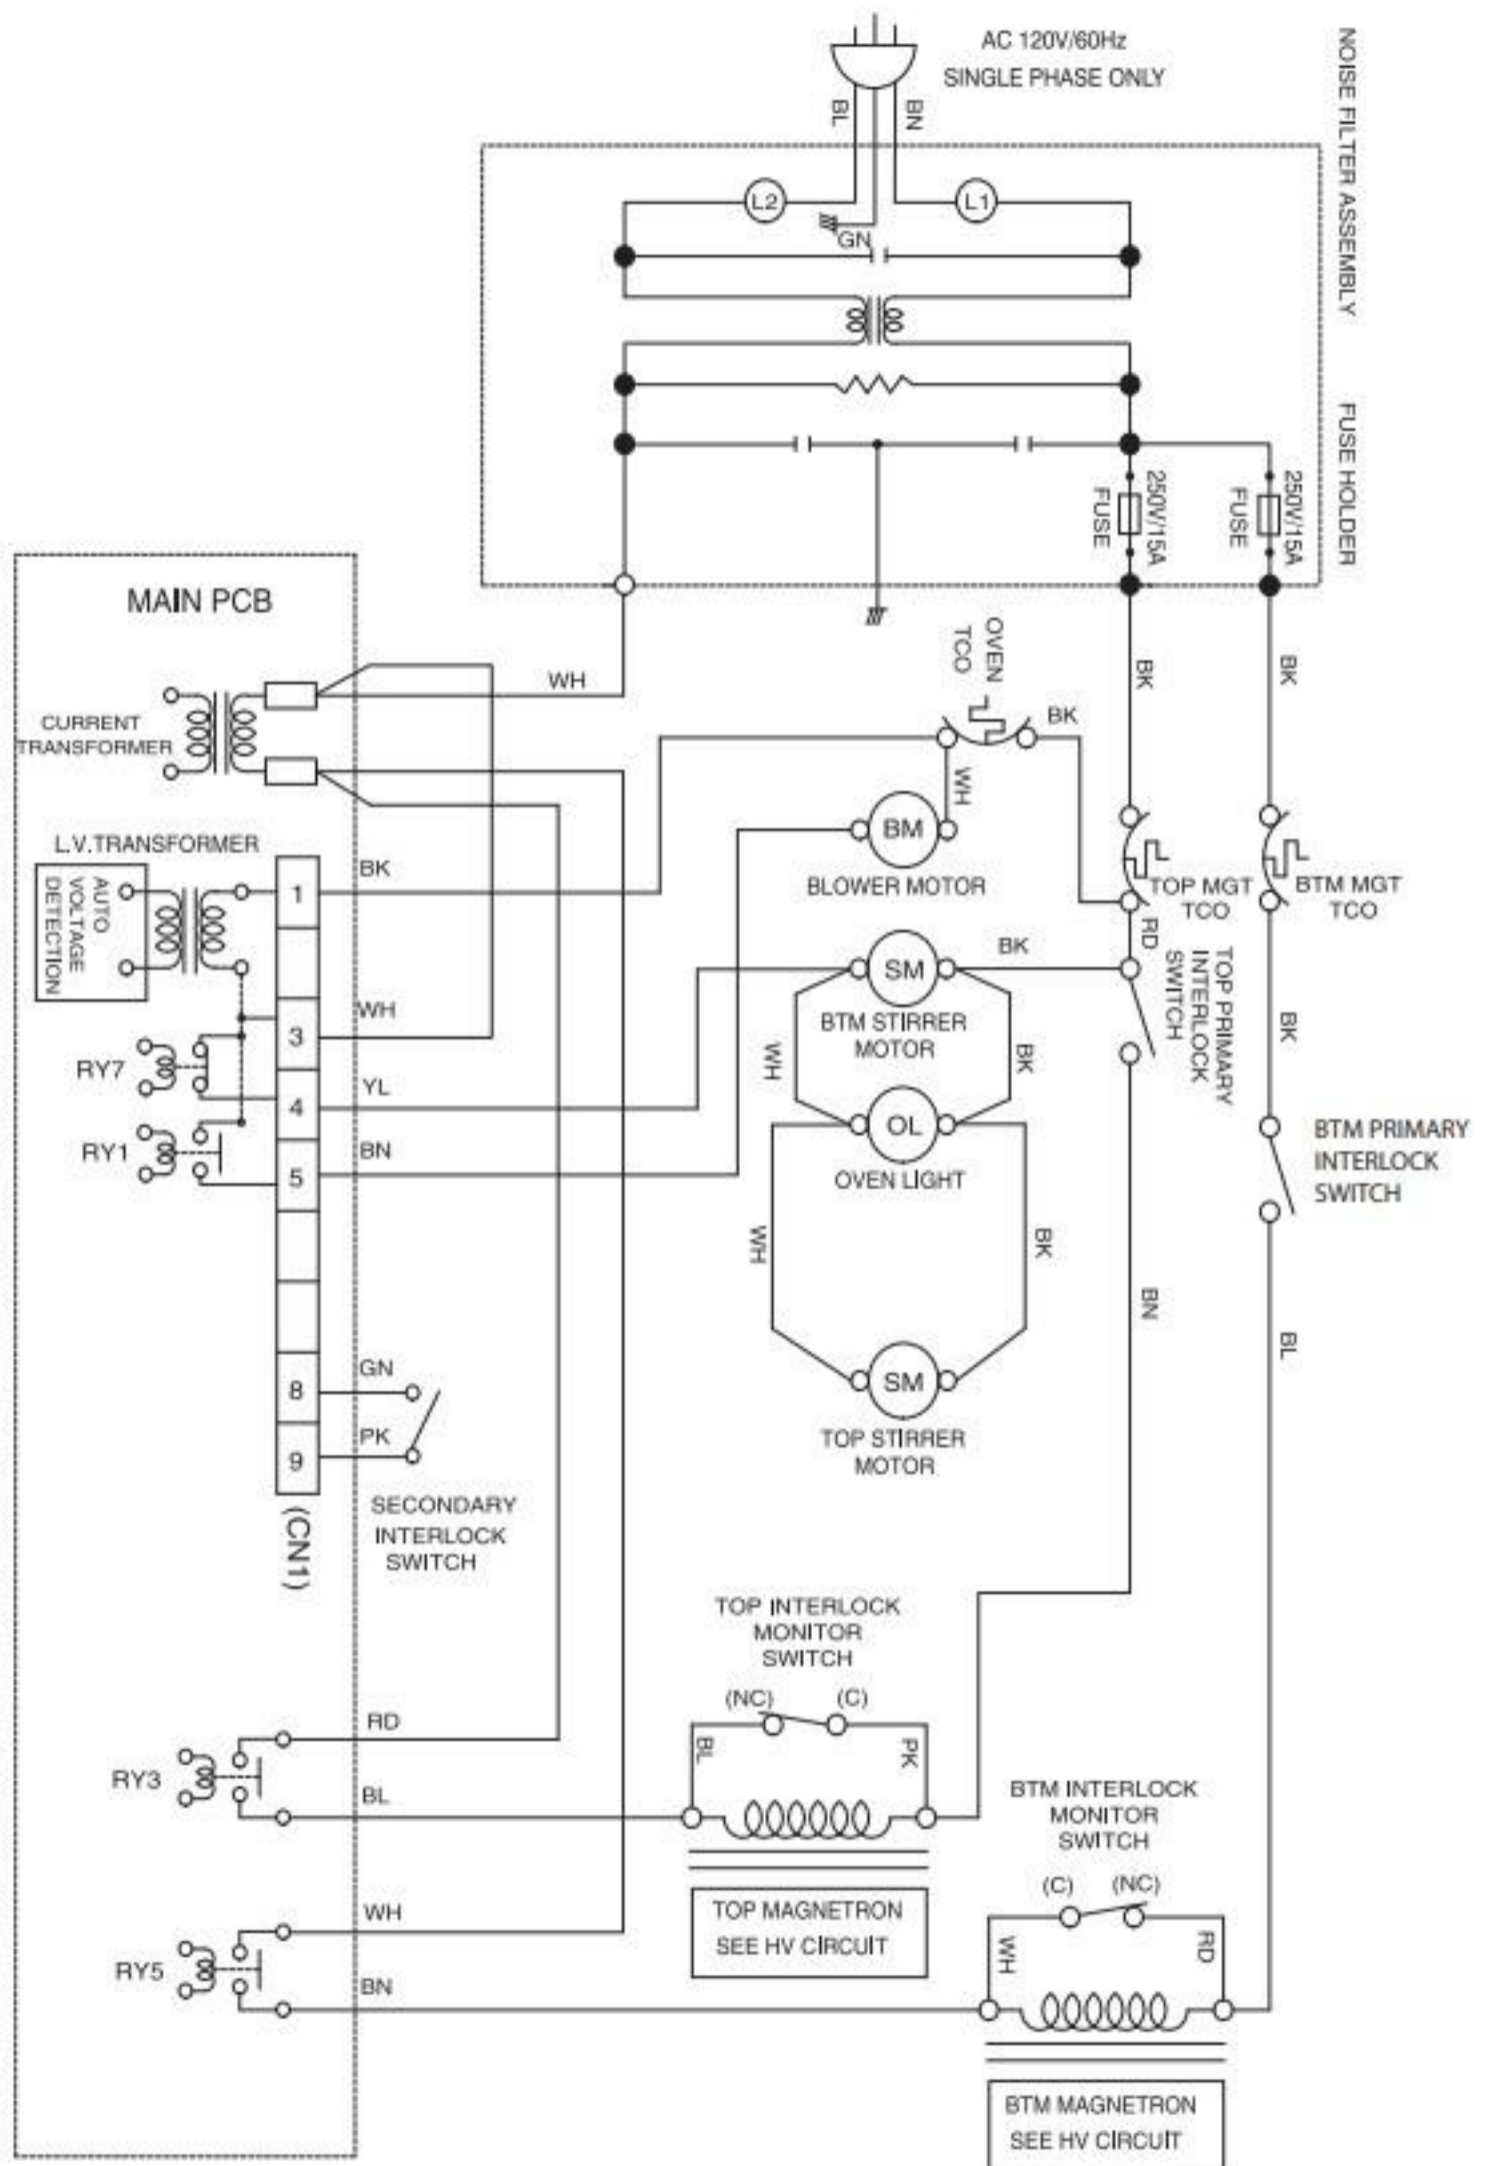 AC 120V/60Hz
SINGLE PHASE ONLY
NOISE FILTER ASSEMBLY
FUSE HOLDER
BL
BN
L2
L1
GN
250V/15A
FUSE
250V/15A
FUSE
MAIN PCB
CURRENT
TRANSFORMER
WH
OVEN
TCO
BK
BK
BK
WH
BM
BLOWER MOTOR
TOP MGT
TCO
BTM MGT
TCO
L.V.TRANSFORMER
AUTO
VOLTAGE
DETECTION
1
BK
RD
SM
BK
BTM STIRRER
MOTOR
TOP PRIMARY
INTERLOCK
SWITCH
BK
3
WH
RY7
4
YL
WH
BK
OL
OVEN LIGHT
RY1
5
BN
BTM PRIMARY
INTERLOCK
SWITCH
WH
BK
BN
BL
SM
TOP STIRRER
MOTOR
8
GN
9
PK
SECONDARY
INTERLOCK
SWITCH
(CN1)
TOP INTERLOCK
MONITOR
SWITCH
(NC)
(C)
BL
PK
RD
RY3
BL
TOP MAGNETRON
SEE HV CIRCUIT
BTM INTERLOCK
MONITOR
SWITCH
(C)
(NC)
WH
RD
WH
RY5
BN
BTM MAGNETRON
SEE HV CIRCUIT